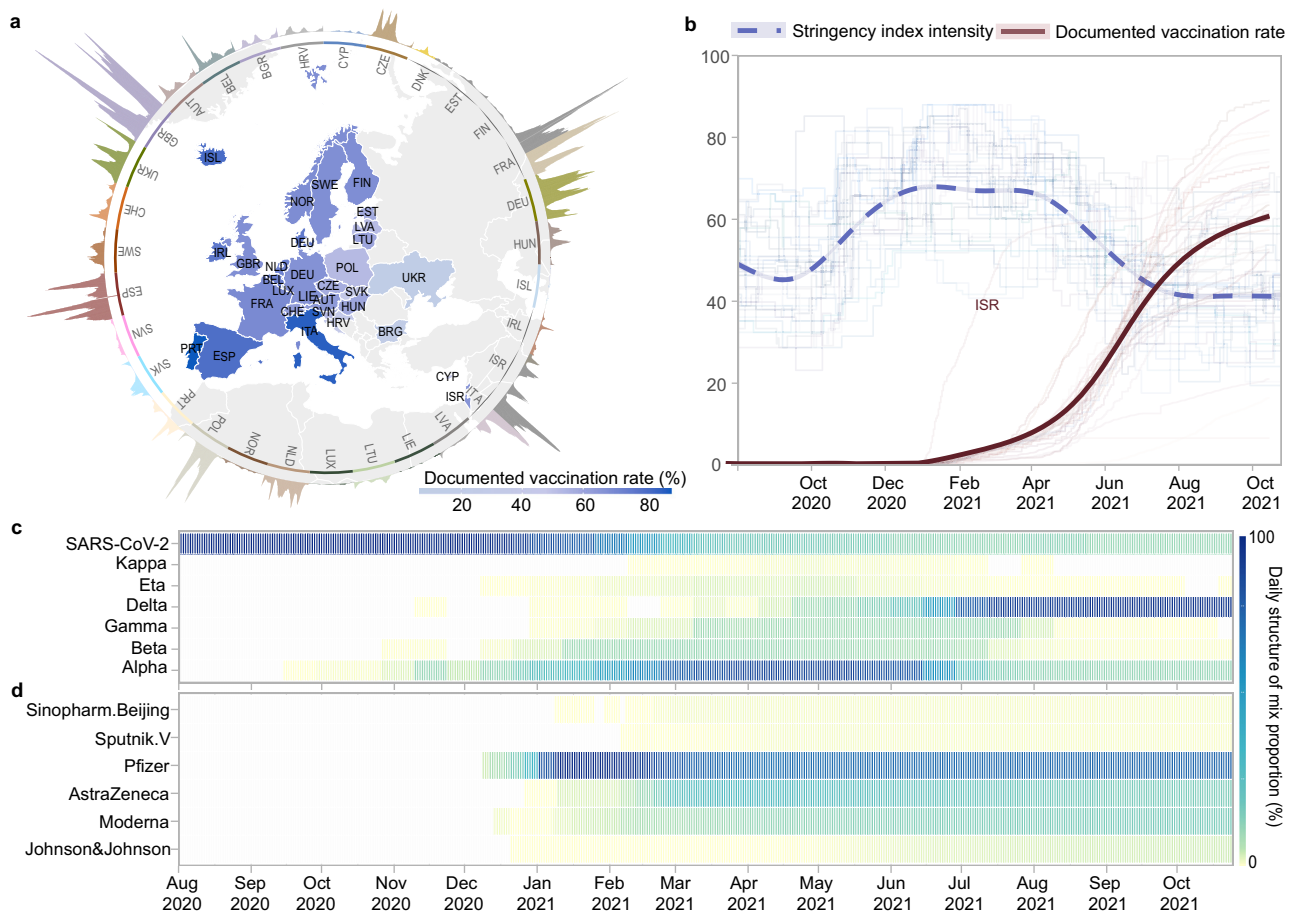 a
HRV
CYP
CZE
DNK
EST
FIN
FRA
DEU
HUN
ISL
IRL
ISR
ITA
LVA
LIE
LTU
LUX
NLD
NOR
POL
PRT
SVK
SVN
ESP
SWE
CHE
UKR
GBR
AUT
BEL
BGR
ISL
SWE
FIN
NOR
EST
LVA
DEU
LTU
IRL
GBR
NLD
POL
BEL
DEU
UKR
CZE
LUX
LIE
SVK
FRA
AUT
HUN
CHE
SVN
HRV
ITA
BRG
PRT
ESP
CYP
ISR
Documented vaccination rate (%)
20 40 60 80
b
Stringency index intensity
Documented vaccination rate
100
80
60
40
20
0
ISR
Oct Dec Feb Apr Jun Aug Oct
2020 2020 2021 2021 2021 2021 2021
c
SARS-CoV-2
Kappa
Eta
Delta
Gamma
Beta
Alpha
d
Sinopharm.Beijing
Sputnik.V
Pfizer
AstraZeneca
Moderna
Johnson&Johnson
Aug Sep Oct Nov Dec Jan Feb Mar Apr May Jun Jul Aug Sep Oct
2020 2020 2020 2020 2020 2021 2021 2021 2021 2021 2021 2021 2021 2021 2021
100
Daily structure of mix proportion (%)
0